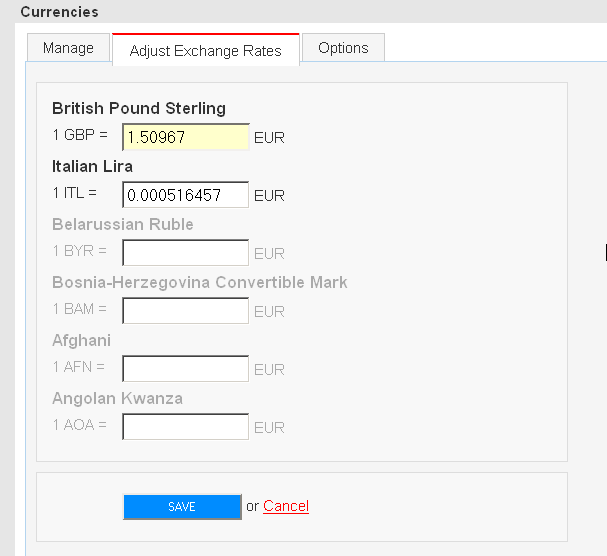 Currencies
Manage Adjust Exchange Rates Options
British Pound Sterling
1 GBP = 1.50967 EUR
Italian Lira
1 ITL = 0.000516457 EUR
Belarussian Ruble
1 BYR = EUR
Bosnia-Herzegovina Convertible Mark
1 BAM = EUR
Afghani
1 AFN = EUR
Angolan Kwanza
1 AOA = EUR
SAVE or Cancel